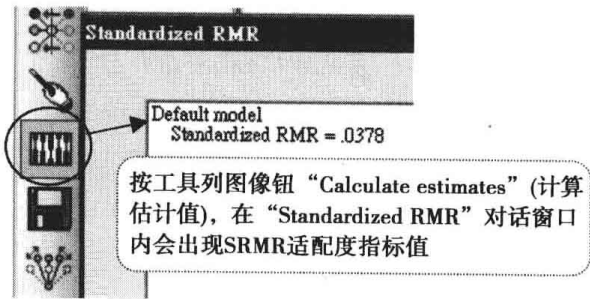 Standardized RMR
Default model
Standardized RMR = .0378
按工具列图像钮“Calculate estimates”(计算
估计值)，在“Standardized RMR”对话窗口
内会出现SRMR适配度指标值